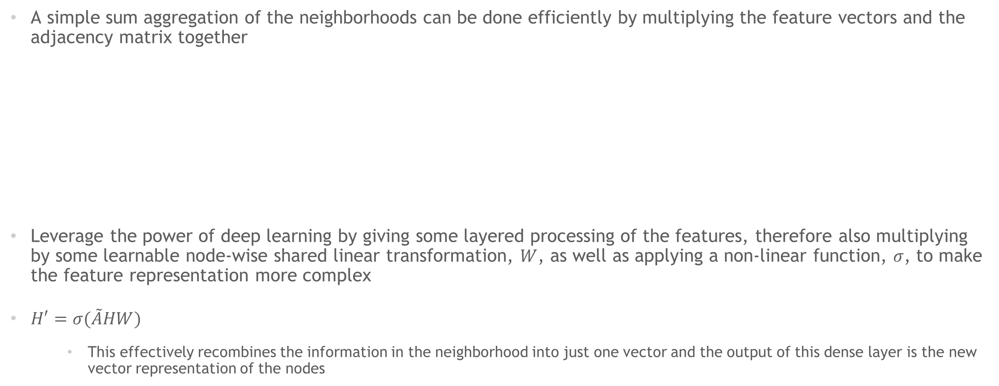 • A simple sum aggregation of the neighborhoods can be done efficiently by multiplying the feature vectors and the
adjacency matrix together
• Leverage the power of deep learning by giving some layered processing of the features, therefore also multiplying
by some learnable node-wise shared linear transformation, W, as well as applying a non-linear function, σ, to make
the feature representation more complex
• H′ = σ(ÃHW)
• This effectively recombines the information in the neighborhood into just one vector and the output of this dense layer is the new
vector representation of the nodes